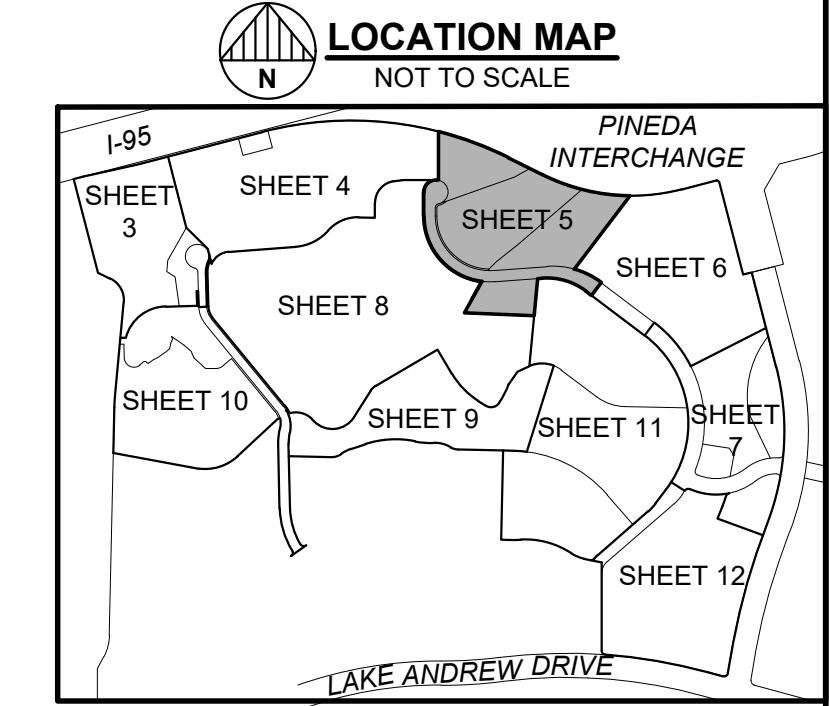 LOCATION MAP
N
NOT TO SCALE
I-95
PINEDA
INTERCHANGE
SHEET
3
SHEET 4
SHEET 5
SHEET 6
SHEET 8
SHEET 10
SHEET 9
SHEET 11
SHEET
7
SHEET 12
LAKE ANDREW DRIVE